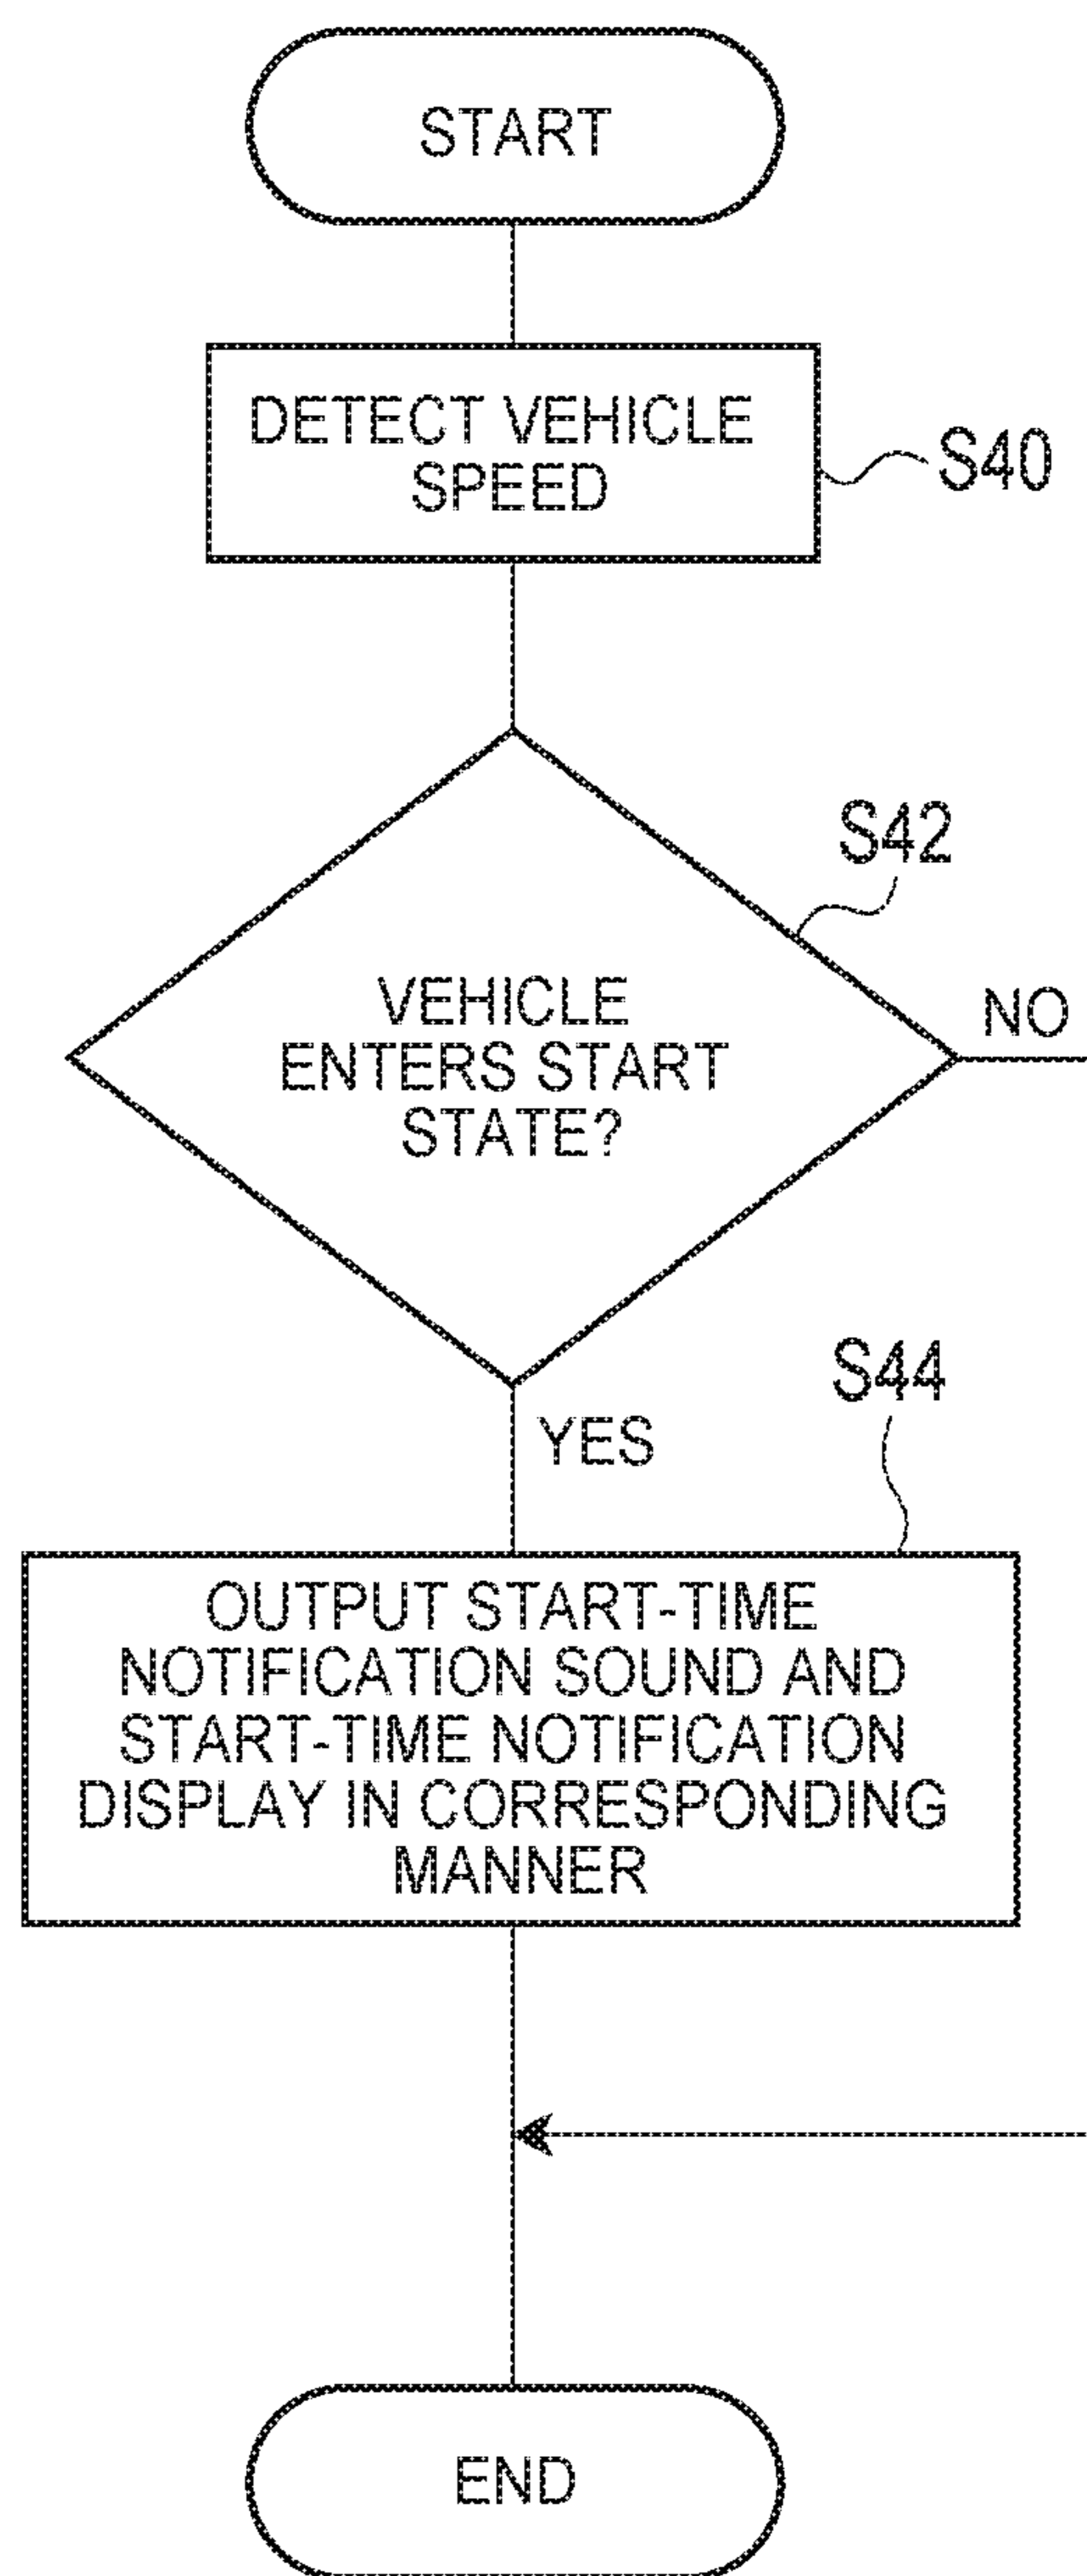 START
DETECT VEHICLE
SPEED
S40
S42
VEHICLE
ENTERS START
STATE?
NO
YES
S44
OUTPUT START-TIME
NOTIFICATION SOUND AND
START-TIME NOTIFICATION
DISPLAY IN CORRESPONDING
MANNER
END